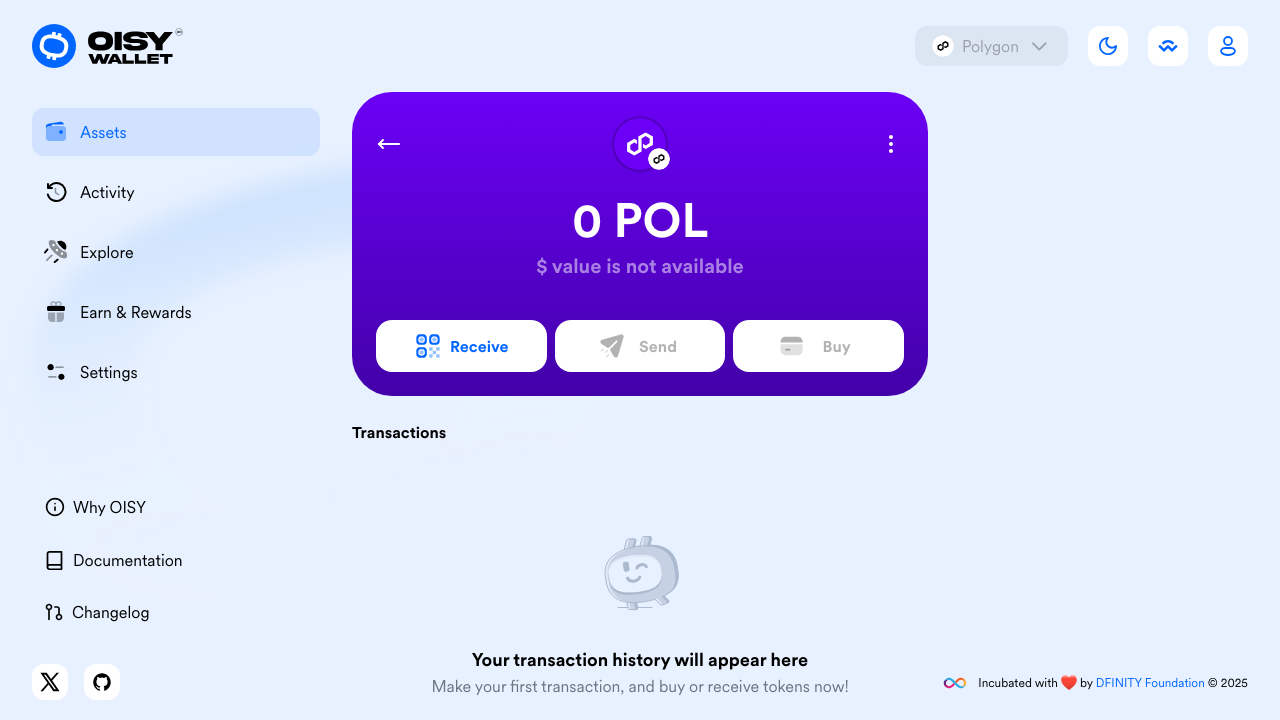 OISY
WALLET
Polygon
Assets
Activity
Explore
Earn & Rewards
Settings
Why OISY
Documentation
Changelog
0 POL
$ value is not available
Receive
Send
Buy
Transactions
Your transaction history will appear here
Make your first transaction, and buy or receive tokens now!
Incubated with ❤️ by DFINITY Foundation © 2025